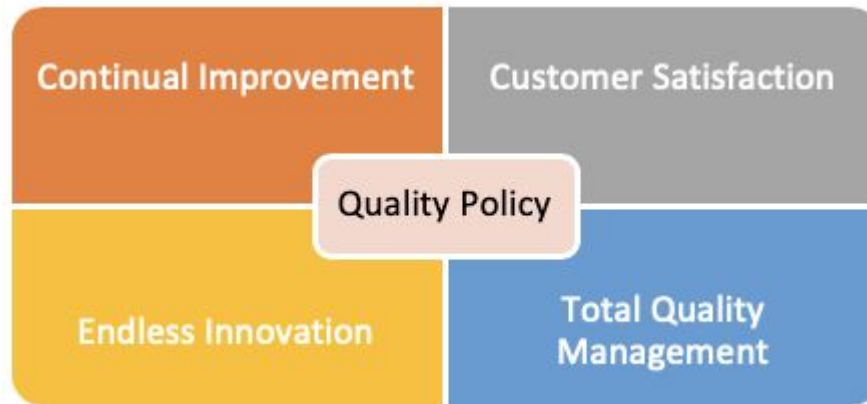 Continual Improvement
Customer Satisfaction
Quality Policy
Endless Innovation
Total Quality
Management